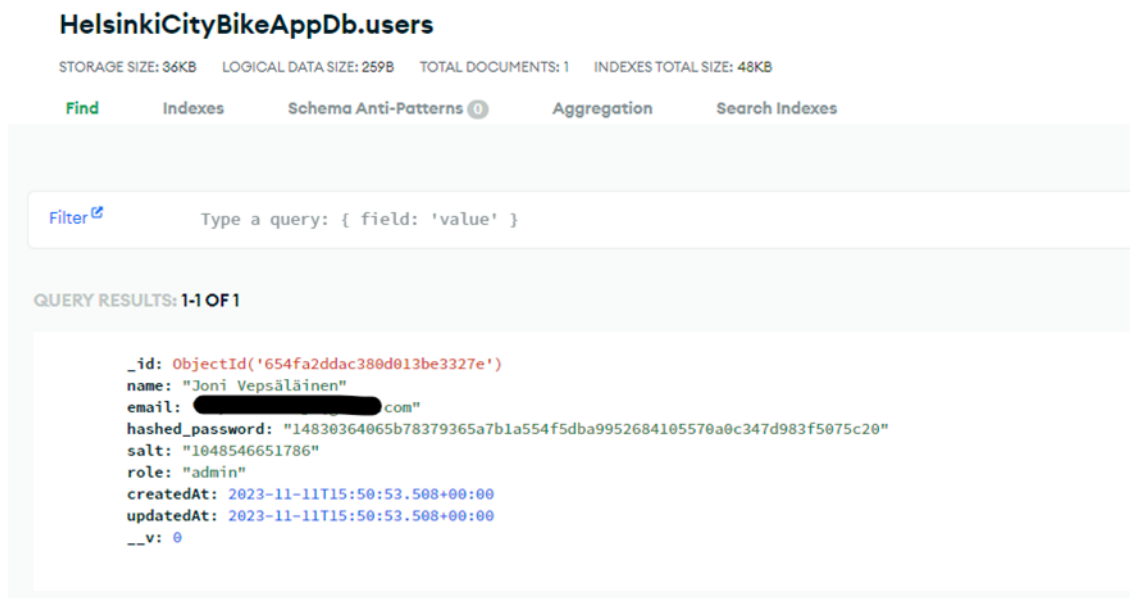 HelsinkiCityBikeAppDb.users
STORAGE SIZE: 36KB LOGICAL DATA SIZE: 259B TOTAL DOCUMENTS: 1 INDEXES TOTAL SIZE: 48KB
Find Indexes Schema Anti-Patterns 0 Aggregation Search Indexes
Filter Type a query: { field: 'value' }
QUERY RESULTS: 1-1 OF 1
_id: ObjectId('654fa2ddac380d013be3327e')
name: "Joni Vepsäläinen"
email: com"
hashed_password: "14830364065b78379365a7b1a554f5dba9952684105570a0c347d983f5075c20"
salt: "1048546651786"
role: "admin"
createdAt: 2023-11-11T15:50:53.508+00:00
updatedAt: 2023-11-11T15:50:53.508+00:00
__v: 0